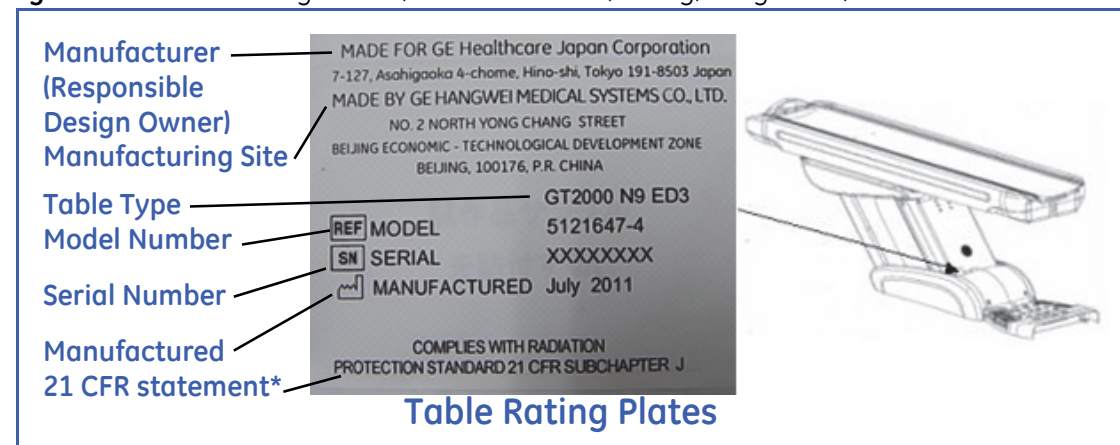 Manufacturer
(Responsible
Design Owner)
Manufacturing Site
Table Type
Model Number
Serial Number
Manufactured
21 CFR statement*
MADE FOR GE Healthcare Japan Corporation
7-127, Asahigaoka 4-chome, Hino-shi, Tokyo 191-8503 Japan
MADE BY GE HANGWEI MEDICAL SYSTEMS CO., LTD.
NO. 2 NORTH YONG CHANG STREET
BEIJING ECONOMIC - TECHNOLOGICAL DEVELOPMENT ZONE
BEIJING, 100176, P.R. CHINA
GT2000 N9 ED3
REF MODEL 5121647-4
SN SERIAL XXXXXXXX
MANUFACTURED July 2011
COMPLIES WITH RADIATION
PROTECTION STANDARD 21 CFR SUBCHAPTER J
Table Rating Plates